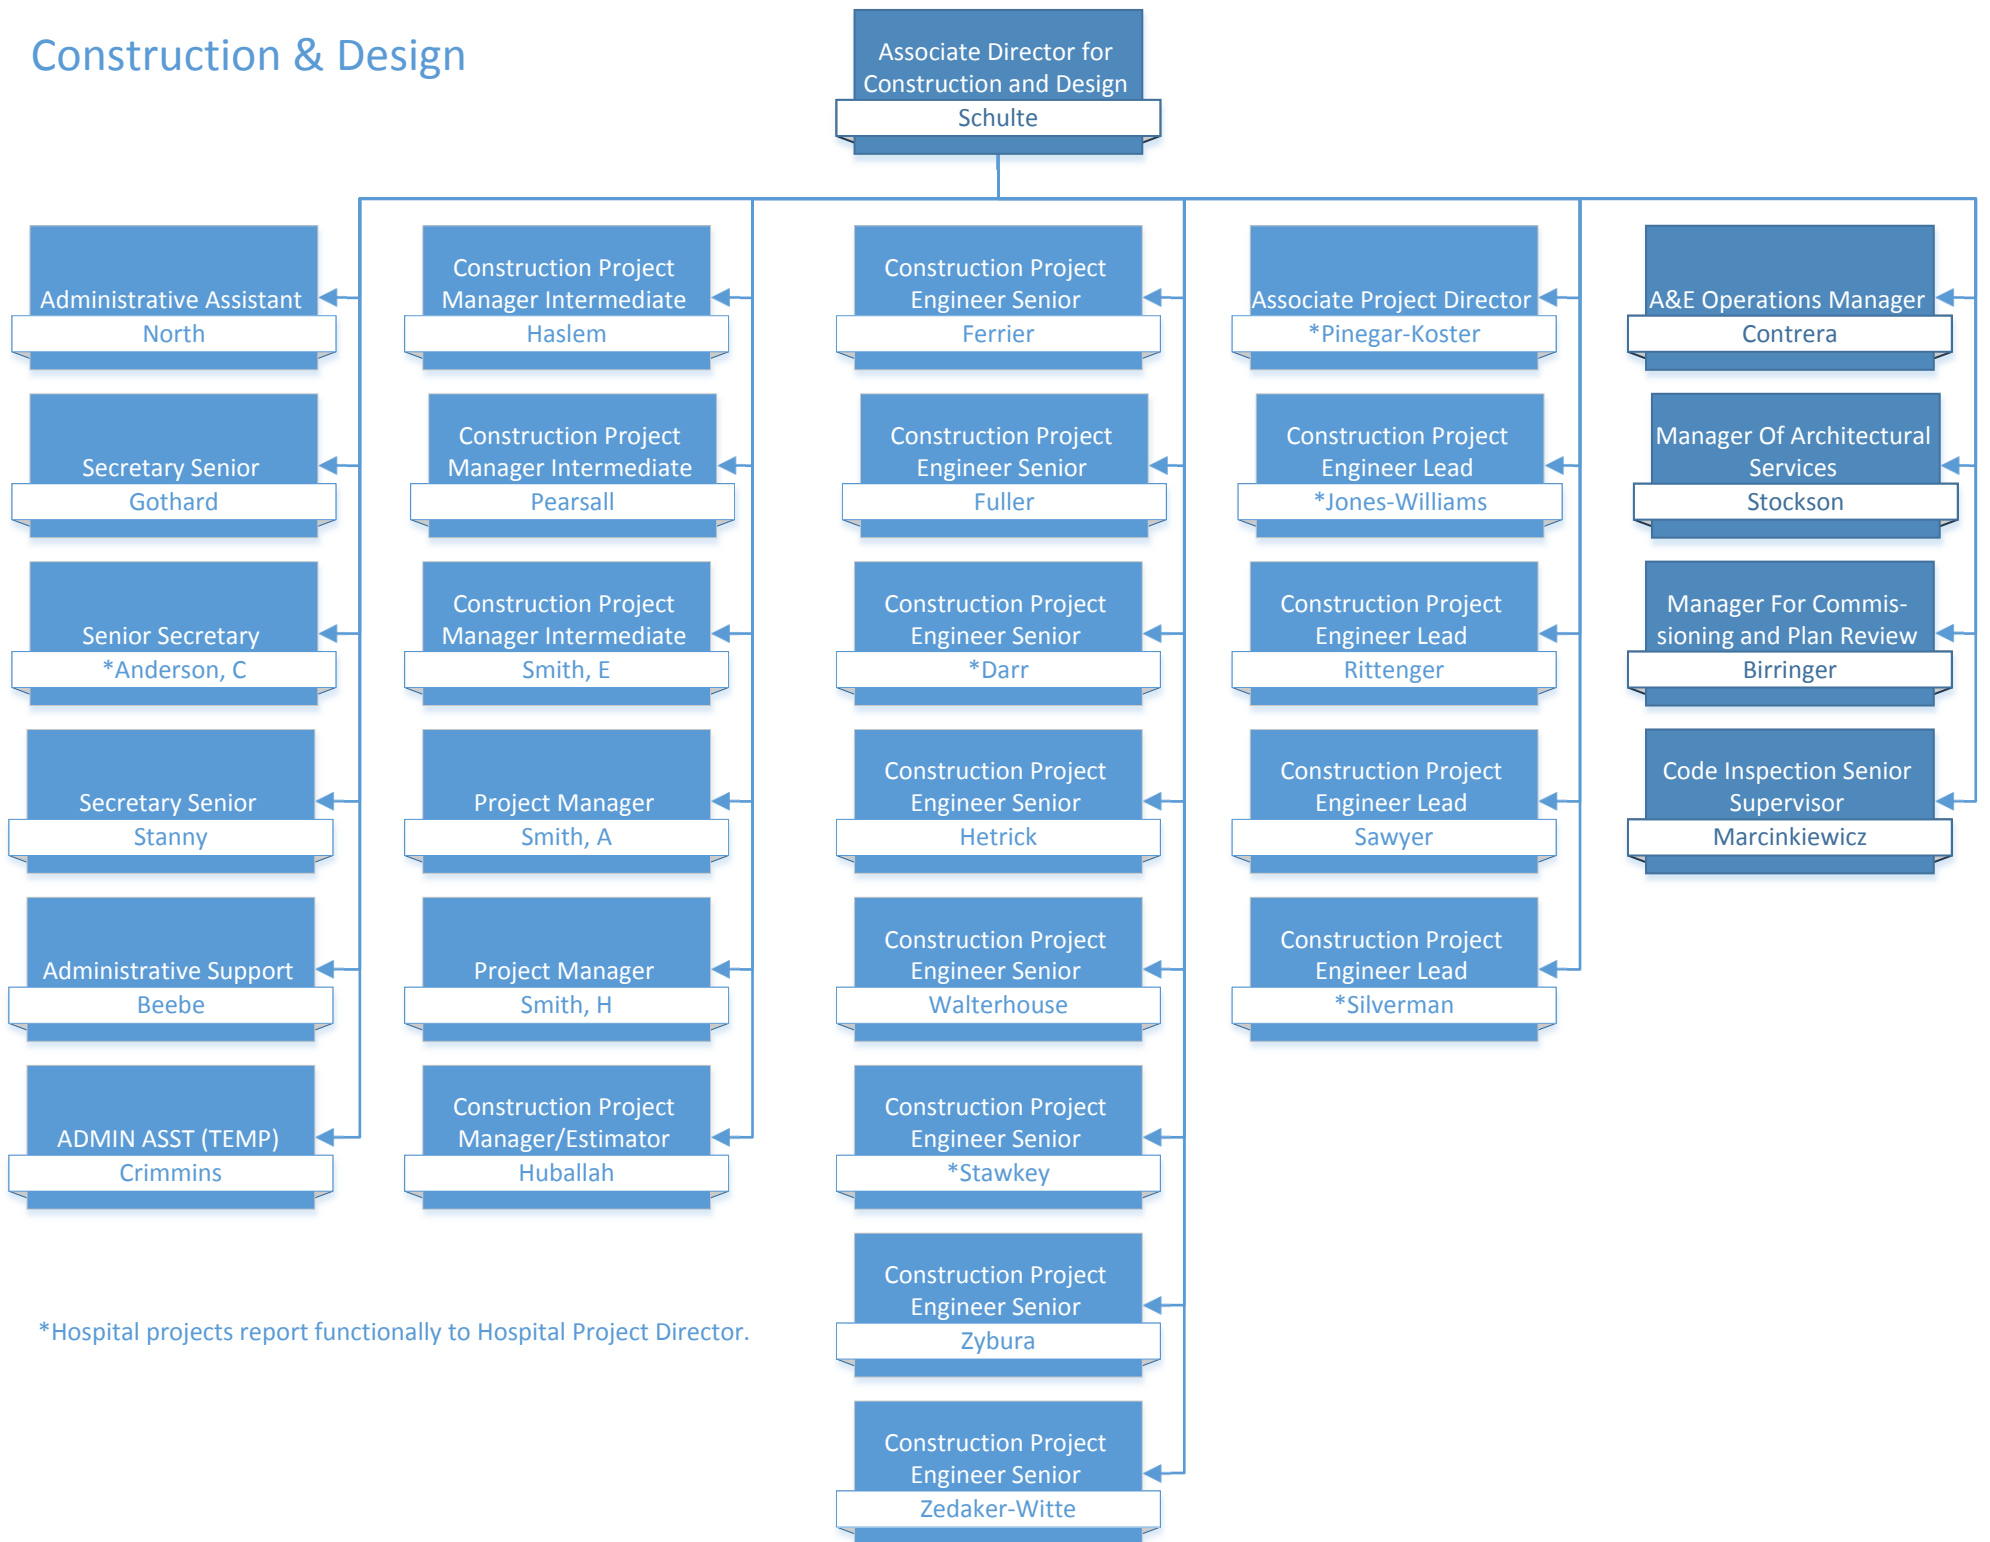 Construction & Design
Associate Director for
Construction and Design
Schulte
Administrative Assistant
North
Secretary Senior
Gothard
Senior Secretary
*Anderson, C
Secretary Senior
Stanny
Administrative Support
Beebe
ADMIN ASST (TEMP)
Crimmins
Construction Project
Manager Intermediate
Haslem
Construction Project
Manager Intermediate
Pearsall
Construction Project
Manager Intermediate
Smith, E
Project Manager
Smith, A
Project Manager
Smith, H
Construction Project
Manager/Estimator
Huballah
Construction Project
Engineer Senior
Ferrier
Construction Project
Engineer Senior
Fuller
Construction Project
Engineer Senior
*Darr
Construction Project
Engineer Senior
Hetrick
Construction Project
Engineer Senior
Walterhouse
Construction Project
Engineer Senior
*Stawkey
Construction Project
Engineer Senior
Zybura
Construction Project
Engineer Senior
Zedaker-Witte
Associate Project Director
*Pinegar-Koster
Construction Project
Engineer Lead
*Jones-Williams
Construction Project
Engineer Lead
Rittenger
Construction Project
Engineer Lead
Sawyer
Construction Project
Engineer Lead
*Silverman
A&E Operations Manager
Contrera
Manager Of Architectural
Services
Stockson
Manager For Commis-
sioning and Plan Review
Birringer
Code Inspection Senior
Supervisor
Marcinkiewicz
*Hospital projects report functionally to Hospital Project Director.